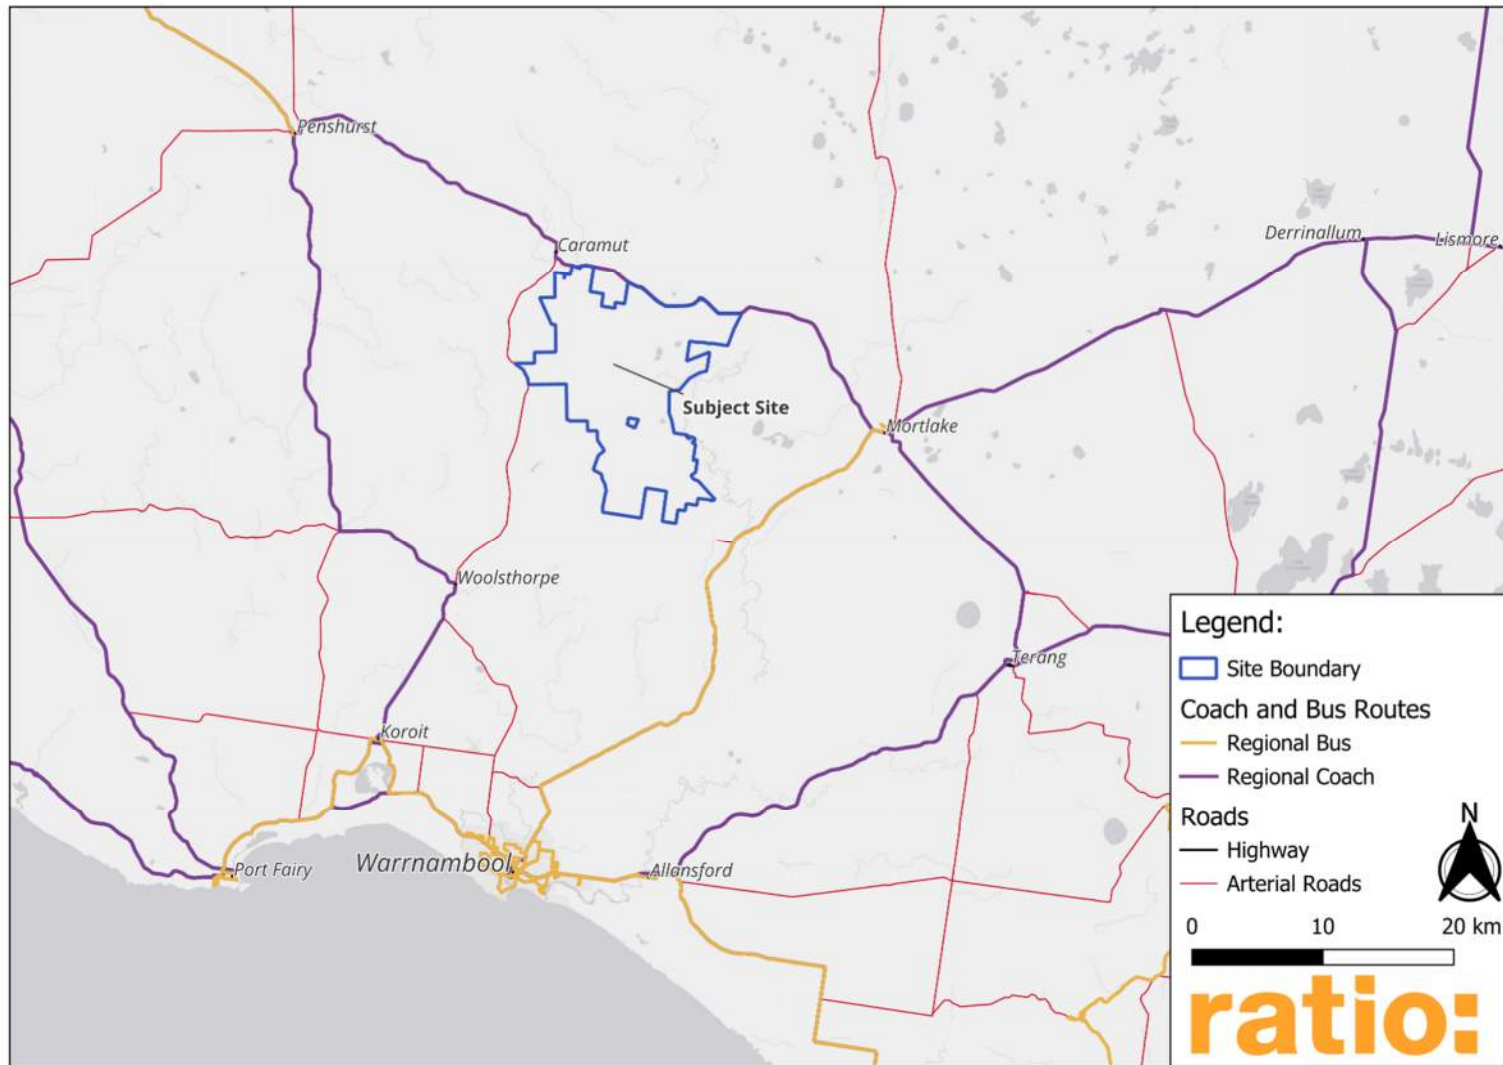 Penshurst
Caramut
Derrinallum
Lismore
Subject Site
Mortlake
Woolsthorpe
Terang
Koroit
Port Fairy
Warrnambool
Allansford
Legend:
Site Boundary
Coach and Bus Routes
Regional Bus
Regional Coach
Roads
Highway
Arterial Roads
N
0 10 20 km
ratio: